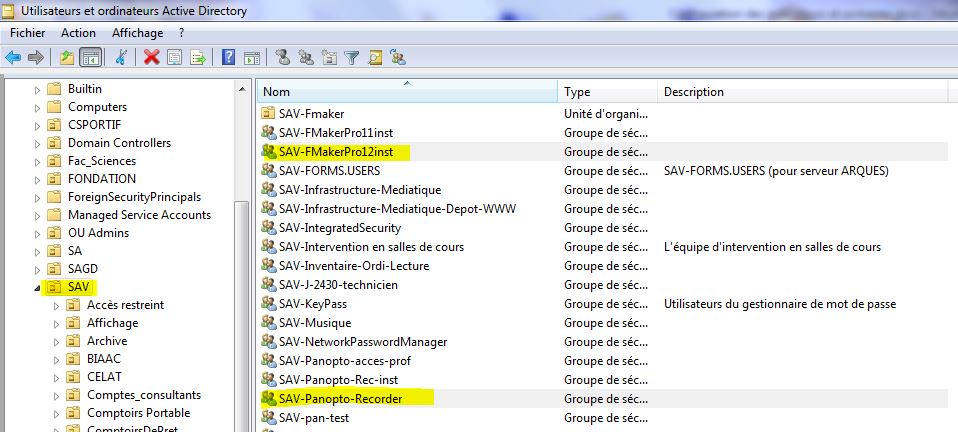 Utilisateurs et ordinateurs Active Directory
Fichier Action Affichage ?
Builtin
Computers
CSPORTIF
Domain Controllers
Fac_Sciences
FONDATION
ForeignSecurityPrincipals
Managed Service Accounts
OU Admins
SA
SAGD
SAV
Accès restreint
Affichage
Archive
BIAAC
CELAT
Comptes_consultants
Comptoirs Portable
ComptoirsDePret
Nom Type Description
SAV-Fmaker Unité d'organi...
SAV-FMakerPro11inst Groupe de séc...
SAV-FMakerPro12inst Groupe de séc...
SAV-FORMS.USERS Groupe de séc... SAV-FORMS.USERS (pour serveur ARQUES)
SAV-Infrastructure-Mediatique Groupe de séc...
SAV-Infrastructure-Mediatique-Depot-WWW Groupe de séc...
SAV-IntegratedSecurity Groupe de séc...
SAV-Intervention en salles de cours Groupe de séc... L'équipe d'intervention en salles de cours
SAV-Inventaire-Ordi-Lecture Groupe de séc...
SAV-J-2430-technicien Groupe de séc...
SAV-KeyPass Groupe de séc... Utilisateurs du gestionnaire de mot de passe
SAV-Musique Groupe de séc...
SAV-NetworkPasswordManager Groupe de séc...
SAV-Panopto-acces-prof Groupe de séc...
SAV-Panopto-Rec-inst Groupe de séc...
SAV-Panopto-Recorder Groupe de séc...
SAV-pan-test Groupe de séc...